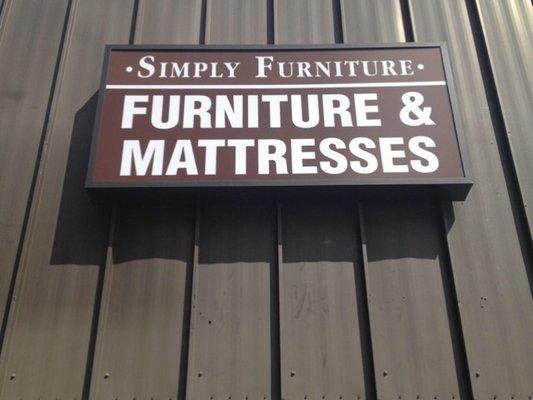 •SIMPLY FURNITURE•
FURNITURE &
MATTRESSES